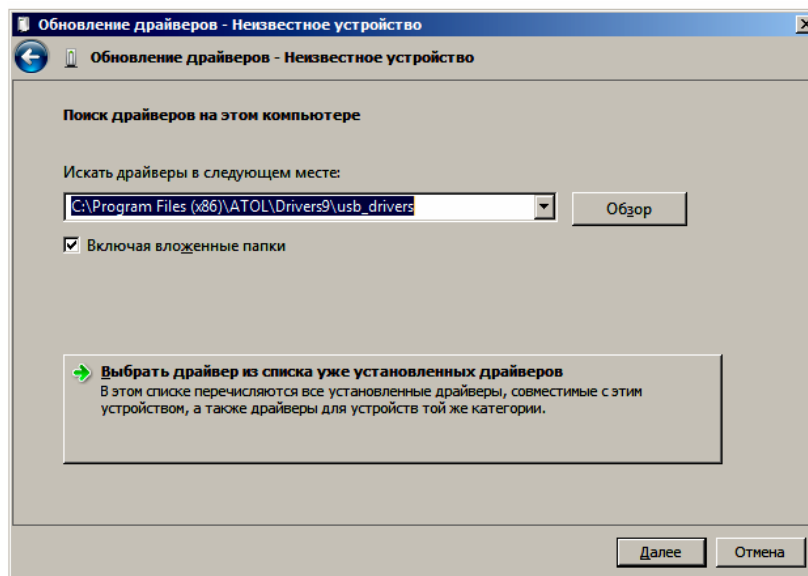 Обновление драйверов - Неизвестное устройство
Обновление драйверов - Неизвестное устройство
Поиск драйверов на этом компьютере
Искать драйверы в следующем месте:
C:\Program Files (x86)\ATOL\Drivers9\usb_drivers
Обзор
Включая вложенные папки
Выбрать драйвер из списка уже установленных драйверов
В этом списке перечисляются все установленные драйверы, совместимые с этим
устройством, а также драйверы для устройств той же категории.
Далее Отмена